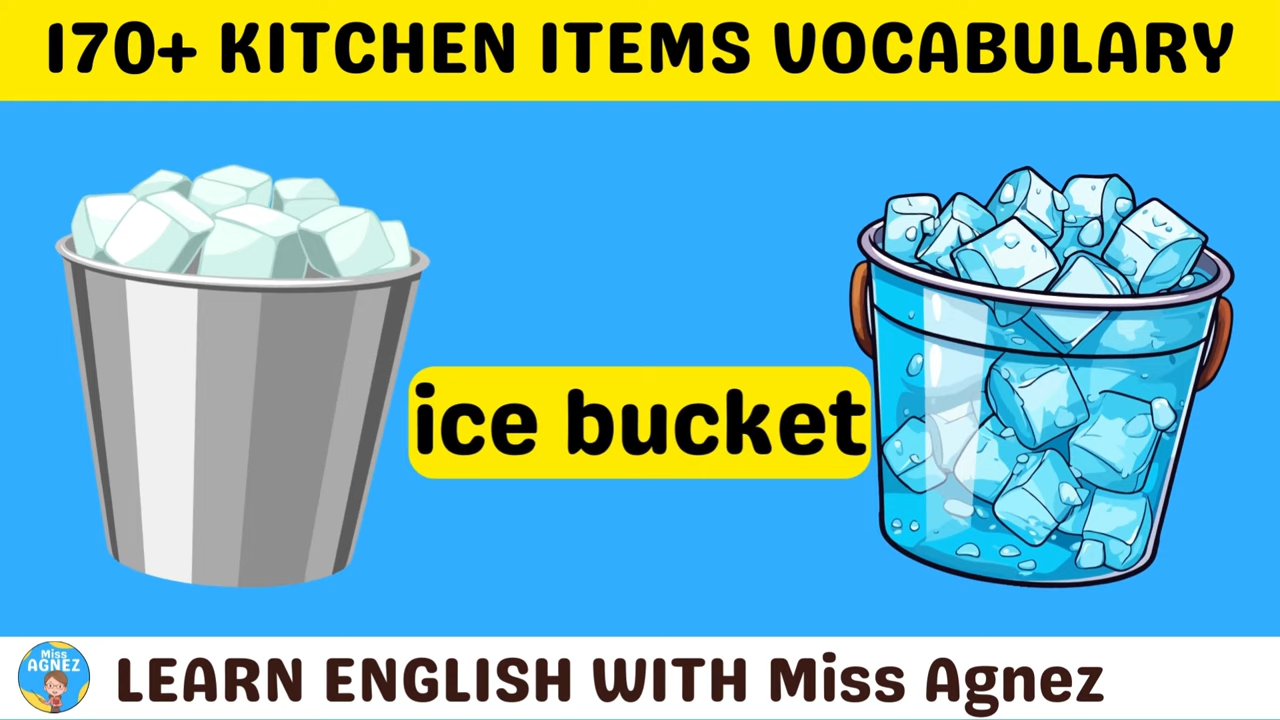 170+ KITCHEN ITEMS VOCABULARY
ice bucket
Miss
AGNEZ
LEARN ENGLISH WITH Miss Agnez